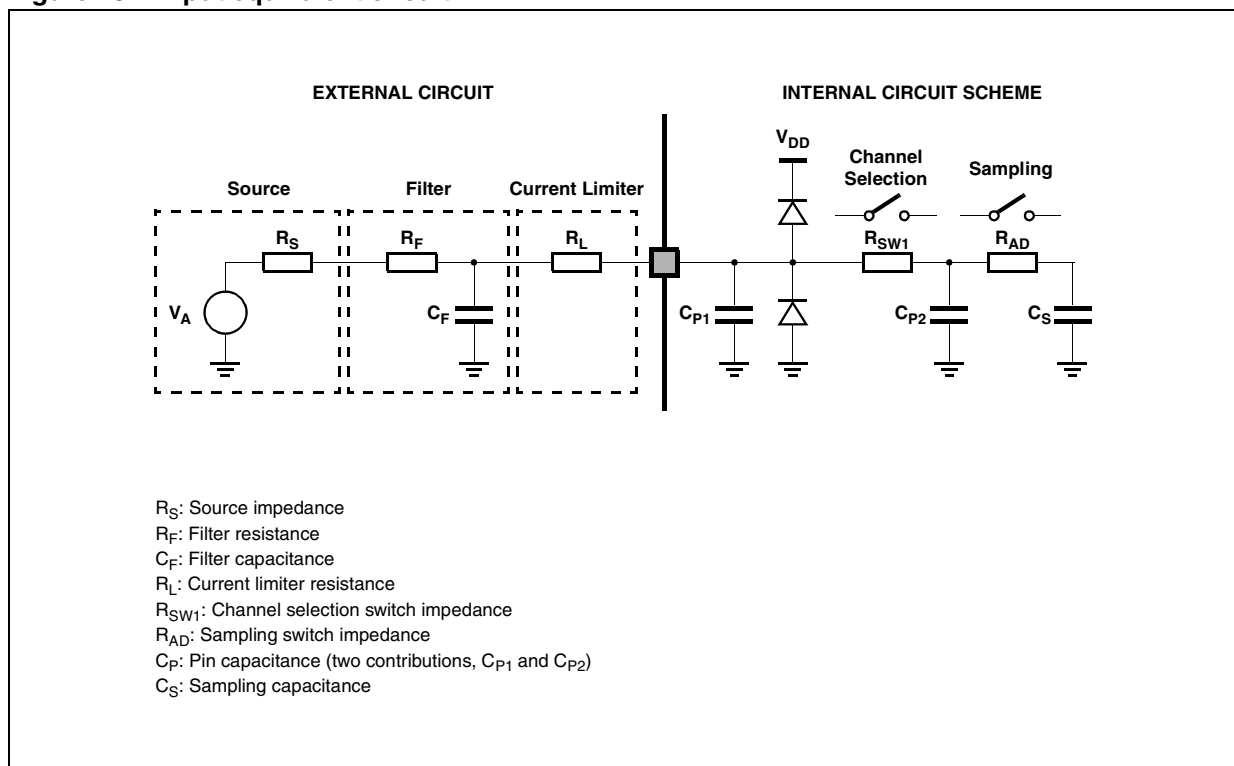 EXTERNAL CIRCUIT
INTERNAL CIRCUIT SCHEME
VDD
Channel
Selection
Sampling
Source
Filter
Current Limiter
RS
RF
RL
RSW1
RAD
VA
CF
CP1
CP2
CS
RS: Source impedance
RF: Filter resistance
CF: Filter capacitance
RL: Current limiter resistance
RSW1: Channel selection switch impedance
RAD: Sampling switch impedance
CP: Pin capacitance (two contributions, CP1 and CP2)
CS: Sampling capacitance